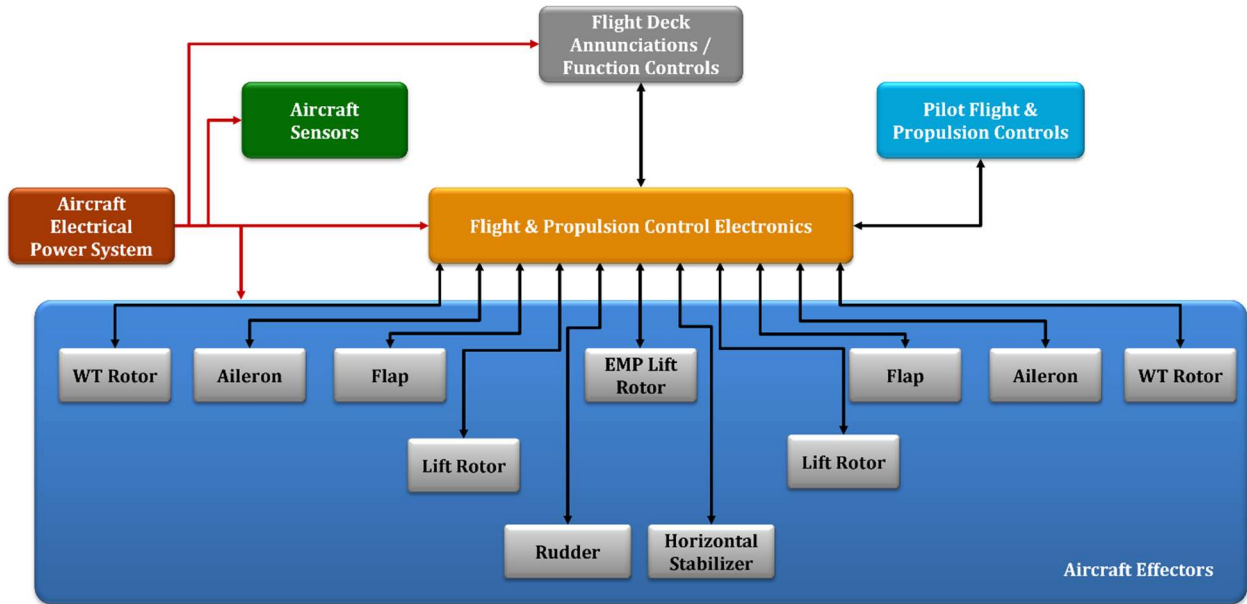 Flight Deck
Annunciations /
Function Controls
Aircraft
Sensors
Pilot Flight &
Propulsion Controls
Aircraft
Electrical
Power System
Flight & Propulsion Control Electronics
WT Rotor
Aileron
Flap
EMP Lift
Rotor
Flap
Aileron
WT Rotor
Lift Rotor
Lift Rotor
Rudder
Horizontal
Stabilizer
Aircraft Effectors